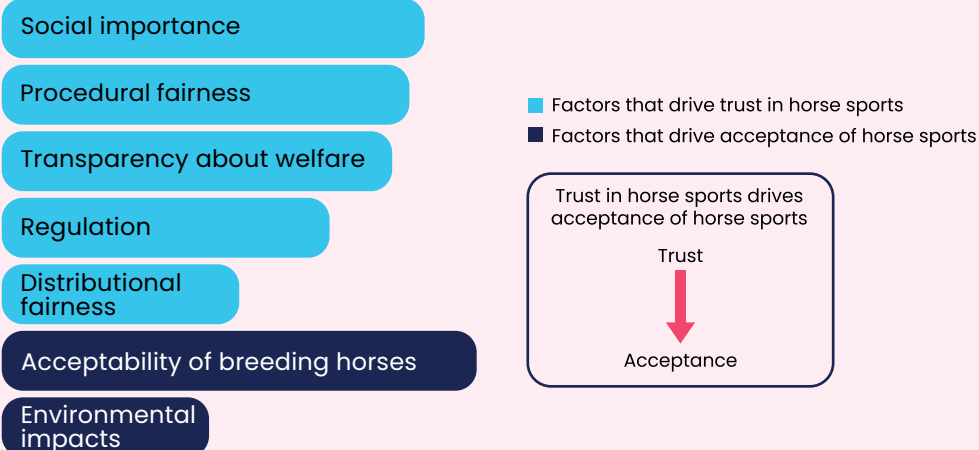 Social importance
Procedural fairness
Transparency about welfare
Regulation
Distributional
fairness
Acceptability of breeding horses
Environmental
impacts
Factors that drive trust in horse sports
Factors that drive acceptance of horse sports
Trust in horse sports drives
acceptance of horse sports
Trust
Acceptance